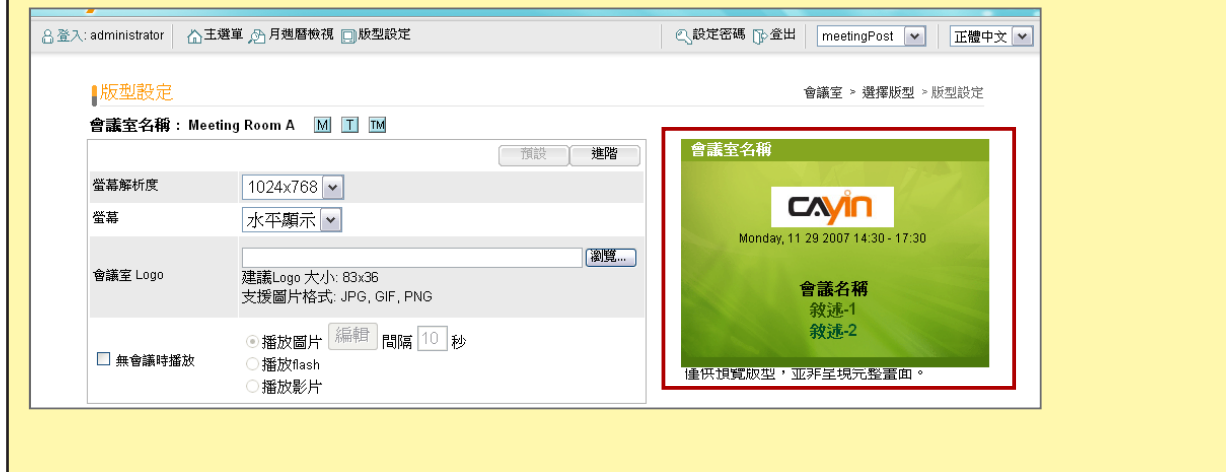 登入: administrator 主選單 月週曆檢視 版型設定 設定密碼 登出 meetingPost 正體中文
版型設定 會議室 > 選擇版型 > 版型設定
會議室名稱 : Meeting Room A M T TM
預設 進階
螢幕解析度 1024x768
螢幕 水平顯示
會議室 Logo 瀏覽...
建議Logo 大小: 83x36
支援圖片格式: JPG, GIF, PNG
無會議時播放 播放圖片 編輯 間隔 10 秒
播放flash
播放影片
會議室名稱
CAYIN
Monday, 11 29 2007 14:30 - 17:30
會議名稱
敘述-1
敘述-2
僅供預覽版型，並非呈現完整畫面。